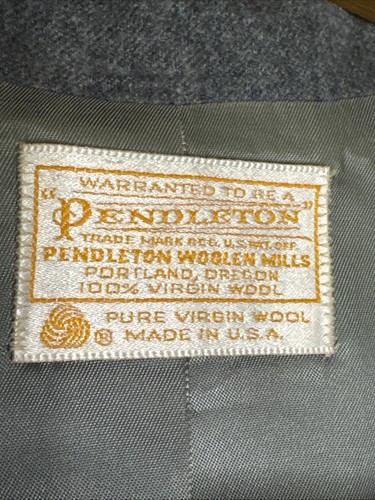 WARRANTED TO BE A
"PENDLETON"
TRADE MARK REG. U.S. PAT. OFF.
PENDLETON WOOLEN MILLS
PORTLAND, OREGON
100% VIRGIN WOOL
PURE VIRGIN WOOL
® MADE IN U.S.A.